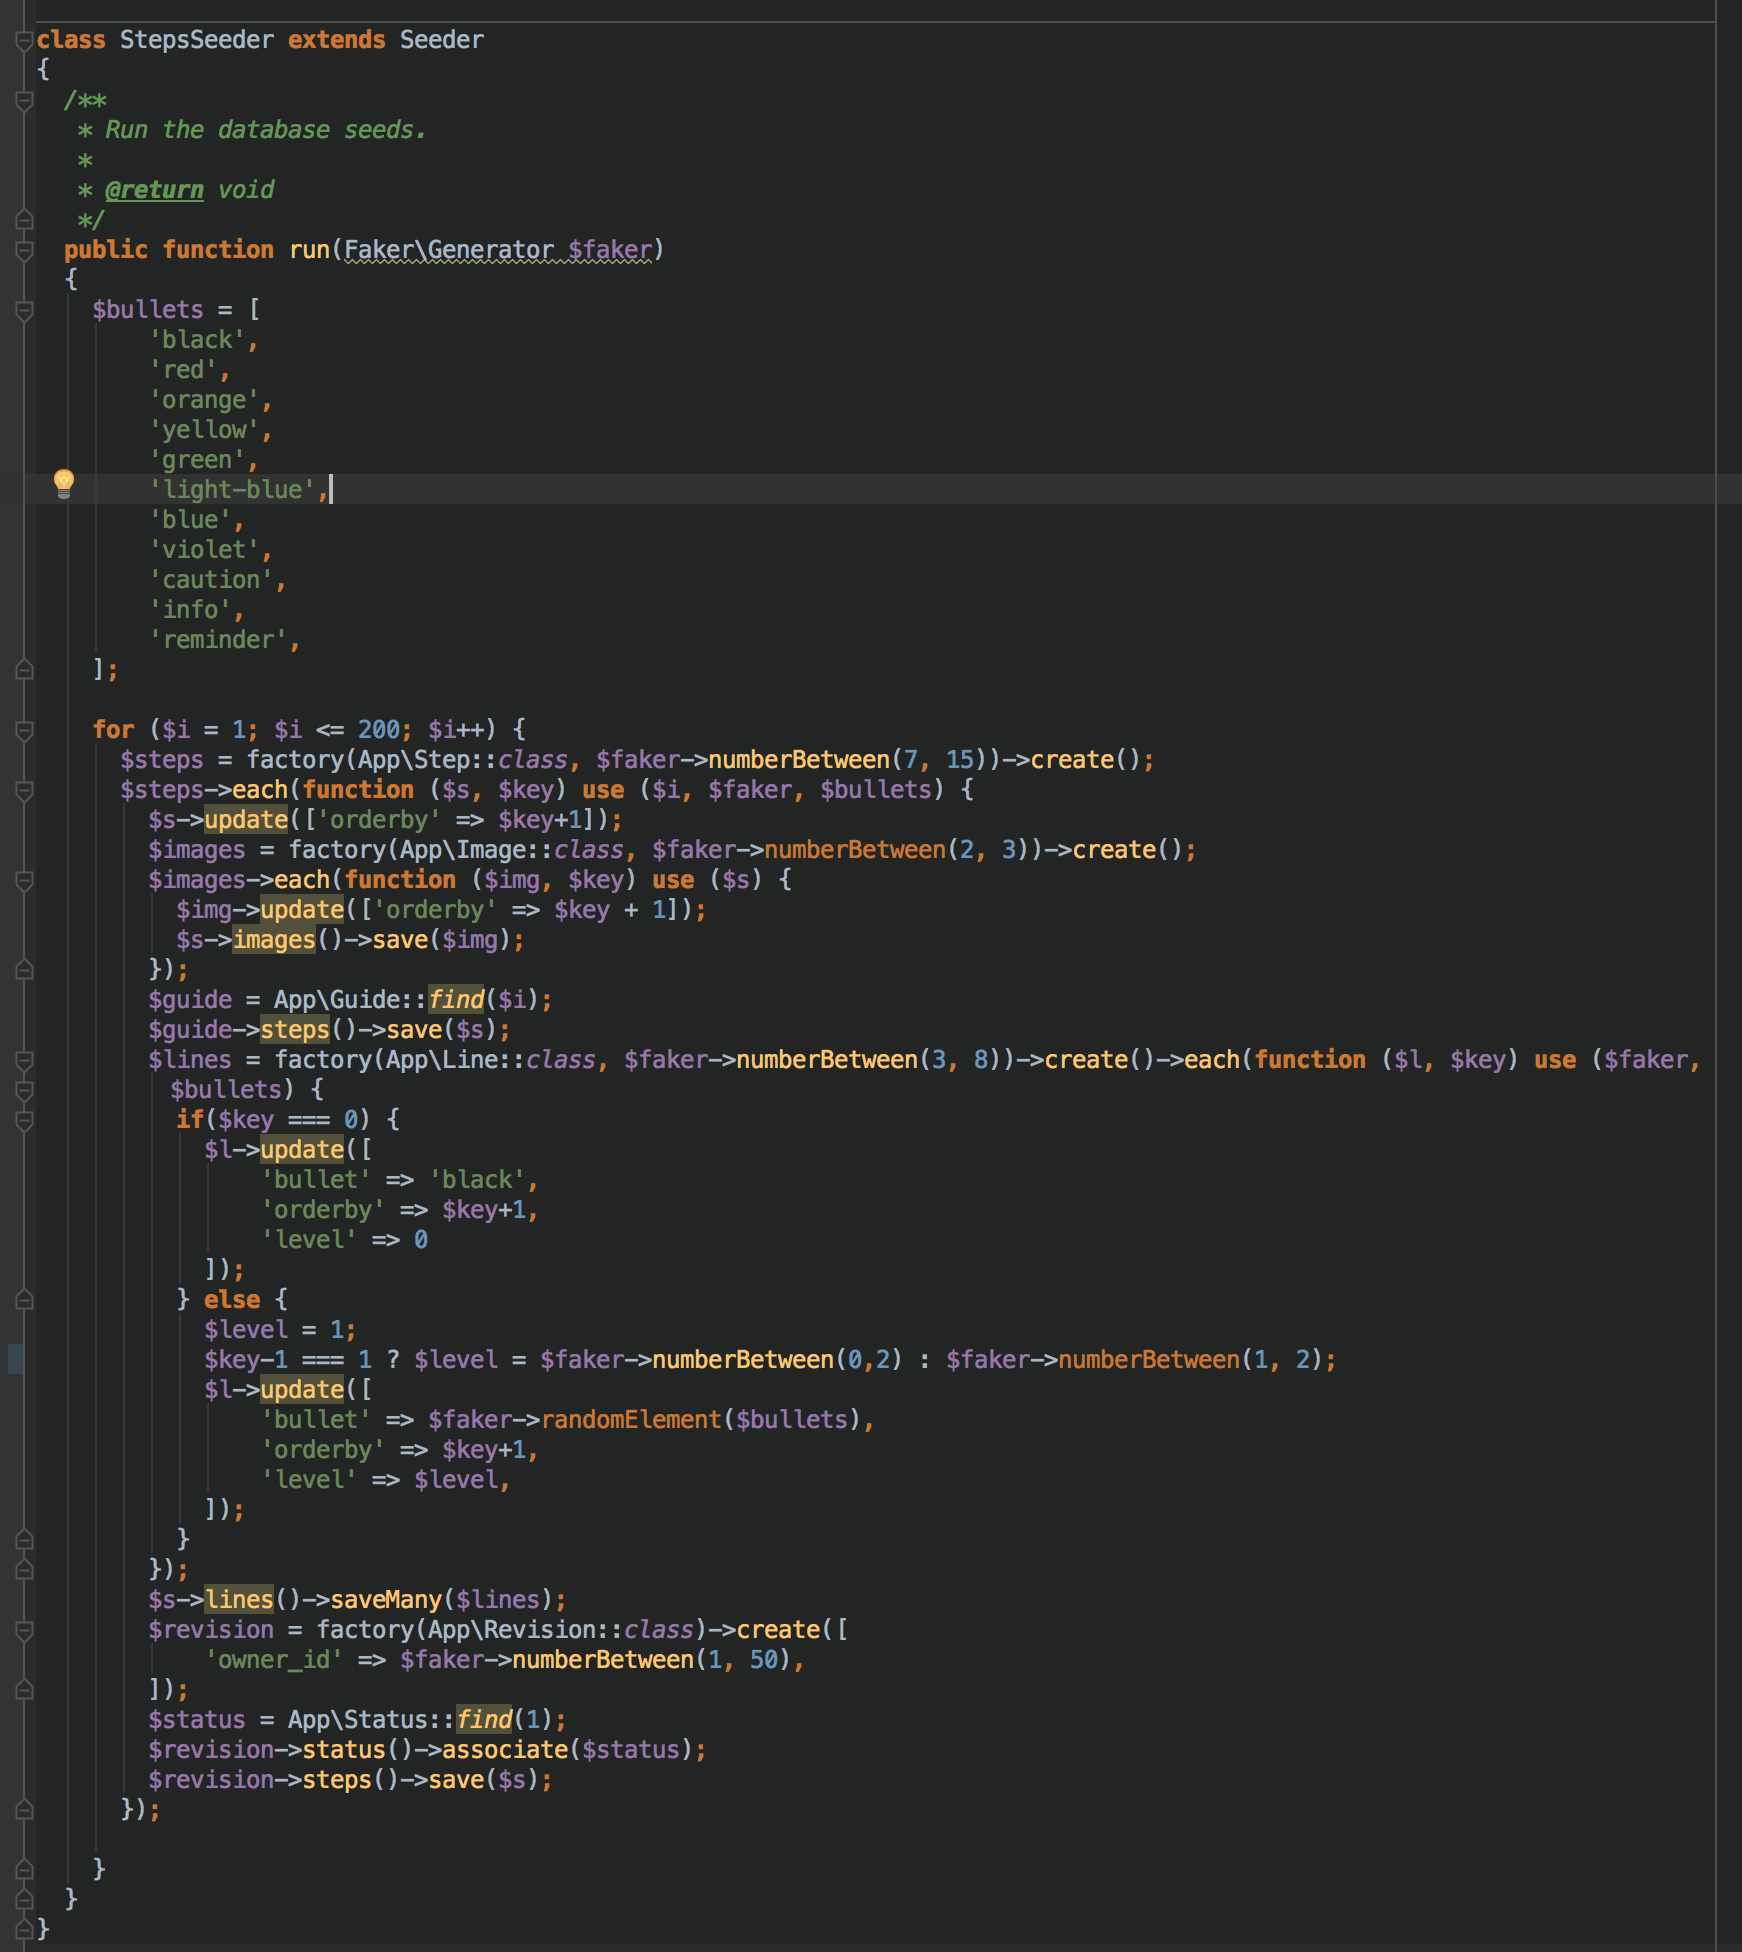 class StepsSeeder extends Seeder
{
  /**
   * Run the database seeds.
   *
   * @return void
   */
  public function run(Faker\Generator $faker)
  {
    $bullets = [
        'black',
        'red',
        'orange',
        'yellow',
        'green',
        'light-blue',
        'blue',
        'violet',
        'caution',
        'info',
        'reminder',
    ];

    for ($i = 1; $i <= 200; $i++) {
      $steps = factory(App\Step::class, $faker->numberBetween(7, 15))->create();
      $steps->each(function ($s, $key) use ($i, $faker, $bullets) {
        $s->update(['orderby' => $key+1]);
        $images = factory(App\Image::class, $faker->numberBetween(2, 3))->create();
        $images->each(function ($img, $key) use ($s) {
          $img->update(['orderby' => $key + 1]);
          $s->images()->save($img);
        });
        $guide = App\Guide::find($i);
        $guide->steps()->save($s);
        $lines = factory(App\Line::class, $faker->numberBetween(3, 8))->create()->each(function ($l, $key) use ($faker,
         $bullets) {
          if($key === 0) {
            $l->update([
                'bullet' => 'black',
                'orderby' => $key+1,
                'level' => 0
            ]);
          } else {
            $level = 1;
            $key-1 === 1 ? $level = $faker->numberBetween(0,2) : $faker->numberBetween(1, 2);
            $l->update([
                'bullet' => $faker->randomElement($bullets),
                'orderby' => $key+1,
                'level' => $level,
            ]);
          }
        });
        $s->lines()->saveMany($lines);
        $revision = factory(App\Revision::class)->create([
            'owner_id' => $faker->numberBetween(1, 50),
        ]);
        $status = App\Status::find(1);
        $revision->status()->associate($status);
        $revision->steps()->save($s);
      });

    }
  }
}